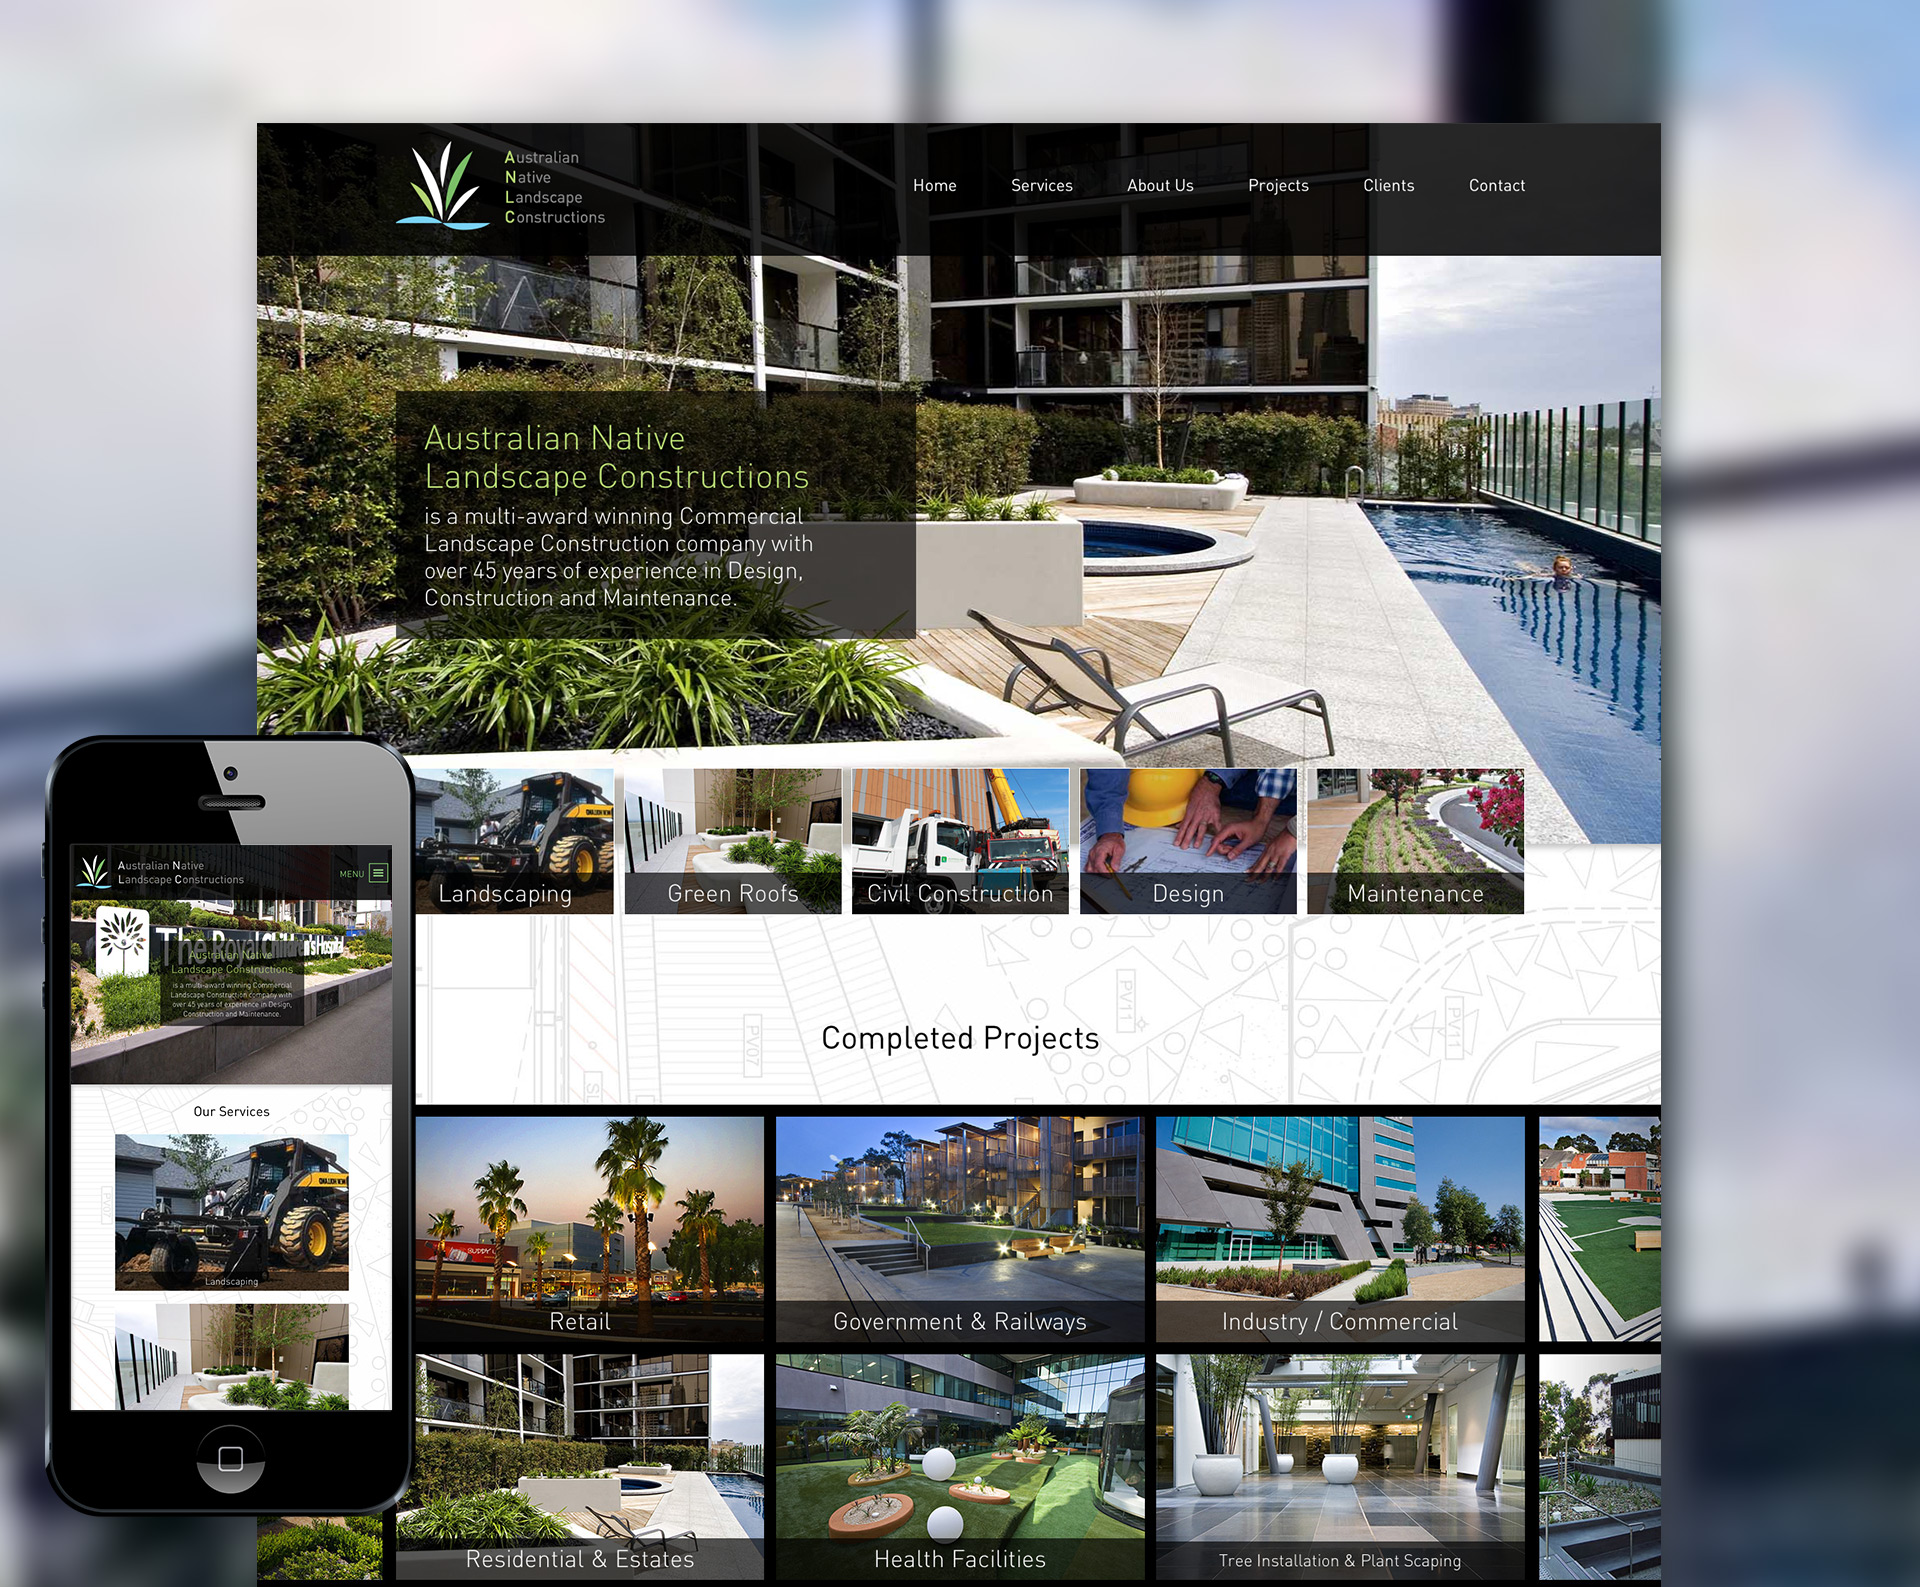 Australian
Native
Landscape
Constructions
Home
Services
About Us
Projects
Clients
Contact
Australian Native
Landscape Constructions
is a multi-award winning Commercial
Landscape Construction company with
over 45 years of experience in Design,
Construction and Maintenance.
Landscaping
Green Roofs
Civil Construction
Design
Maintenance
PV07
PV11
PV11
Completed Projects
Retail
Government & Railways
Industry / Commercial
Residential & Estates
Health Facilities
Tree Installation & Plant Scaping
Australian Native
Landscape Constructions
MENU
The Royal Children's Hospital
Australian Native
Landscape Constructions
is a multi-award winning Commercial
Landscape Construction company with
over 45 years of experience in Design,
Construction and Maintenance.
Our Services
PV07
Landscaping